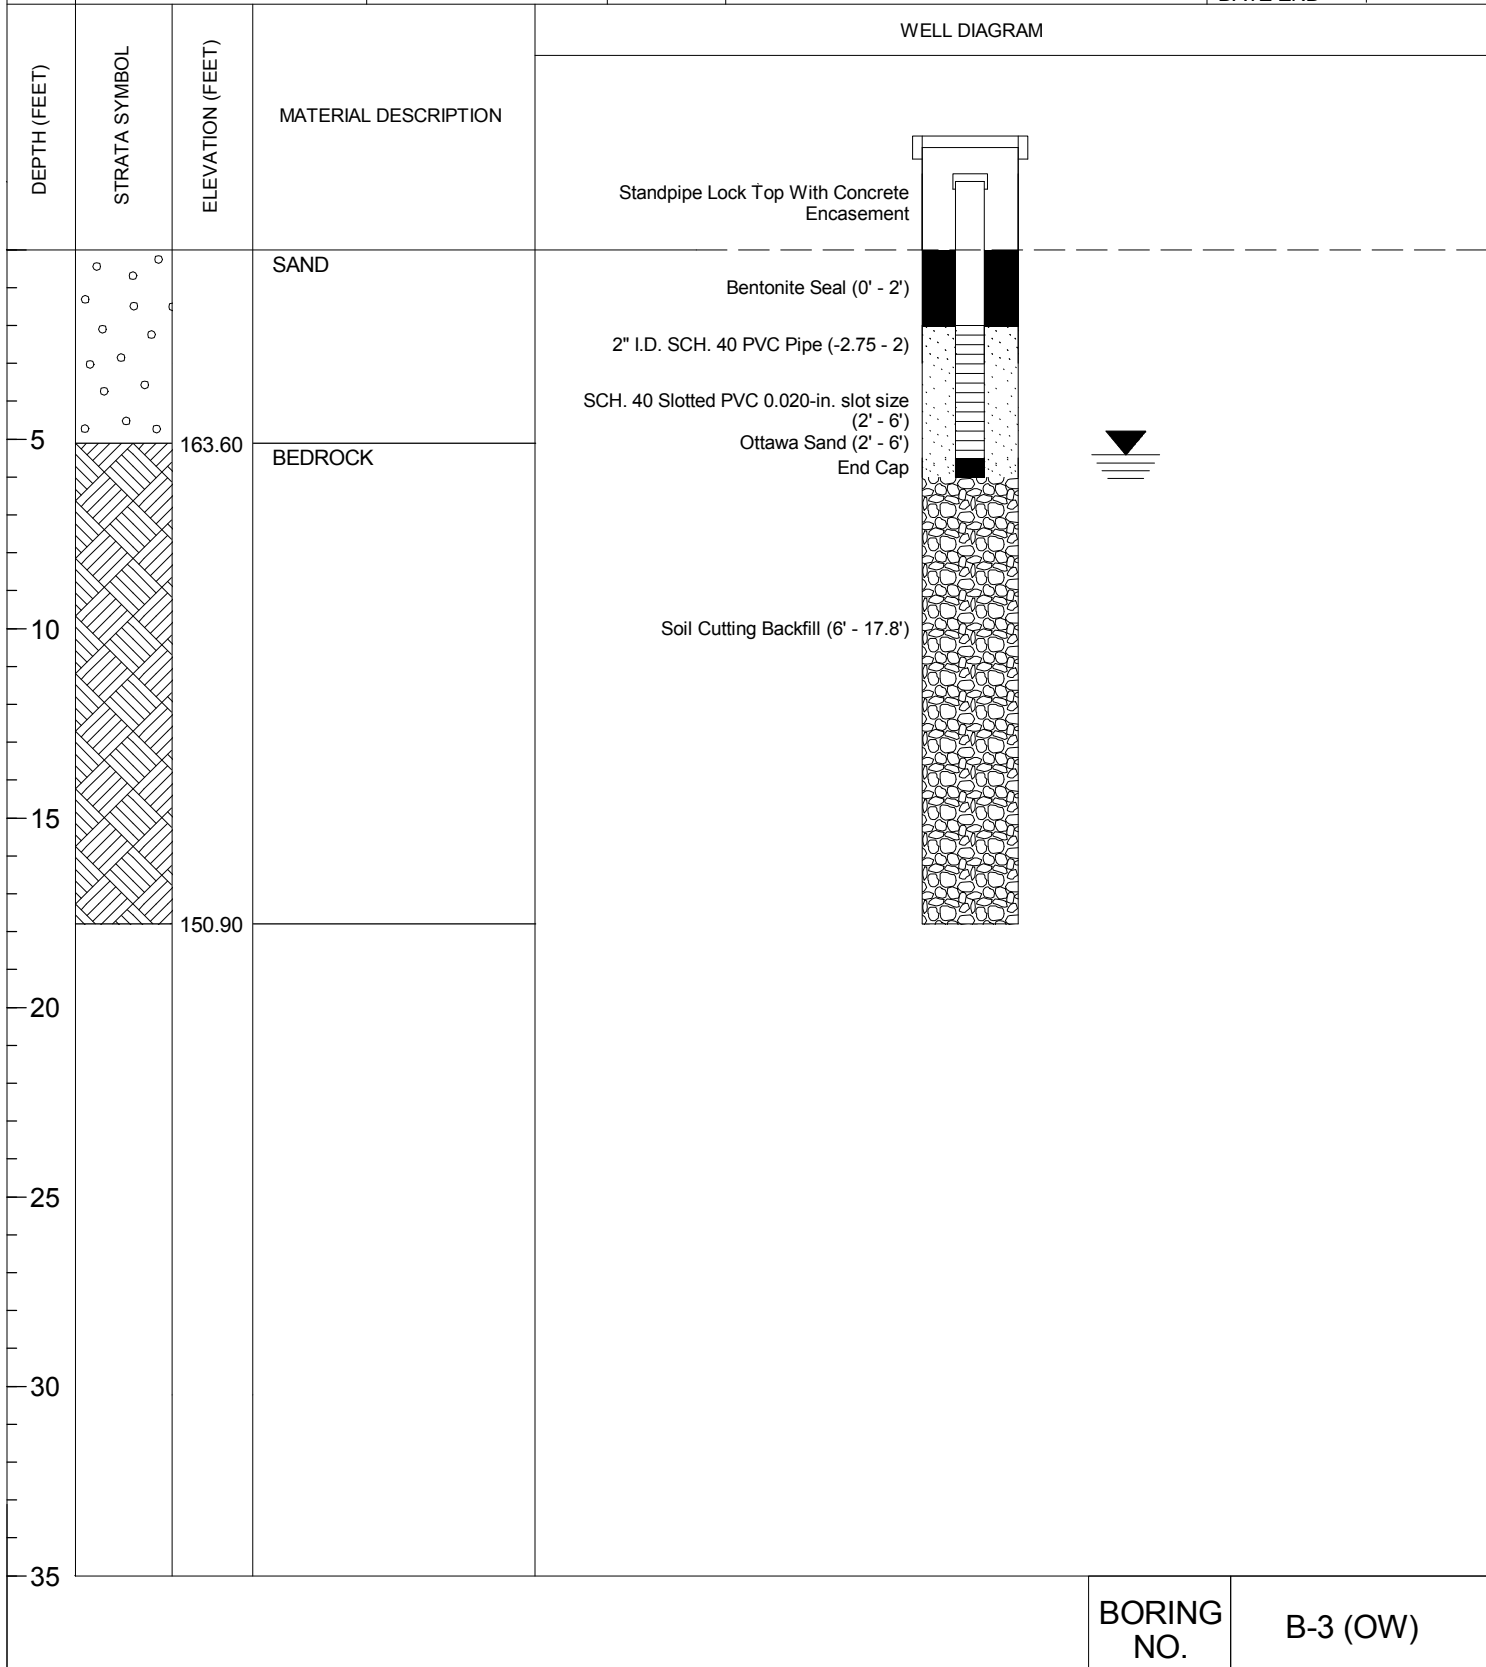 WELL DIAGRAM
DEPTH (FEET)
STRATA SYMBOL
ELEVATION (FEET)
MATERIAL DESCRIPTION
Standpipe Lock Top With Concrete
Encasement
SAND
Bentonite Seal (0' - 2')
2" I.D. SCH. 40 PVC Pipe (-2.75 - 2)
SCH. 40 Slotted PVC 0.020-in. slot size
(2' - 6')
5
163.60
Ottawa Sand (2' - 6')
BEDROCK
End Cap
10
Soil Cutting Backfill (6' - 17.8')
15
150.90
20
25
30
35
BORING
NO.
B-3 (OW)